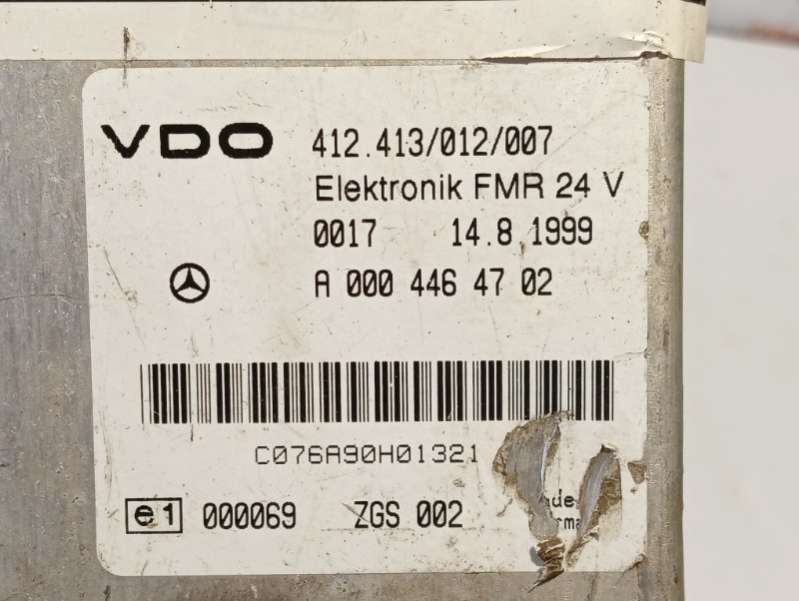 VDO 412.413/012/007
Elektronik FMR 24 V
0017 14.8.1999
A 000 446 47 02
C076A90H01321
e1 000069 ZGS 002